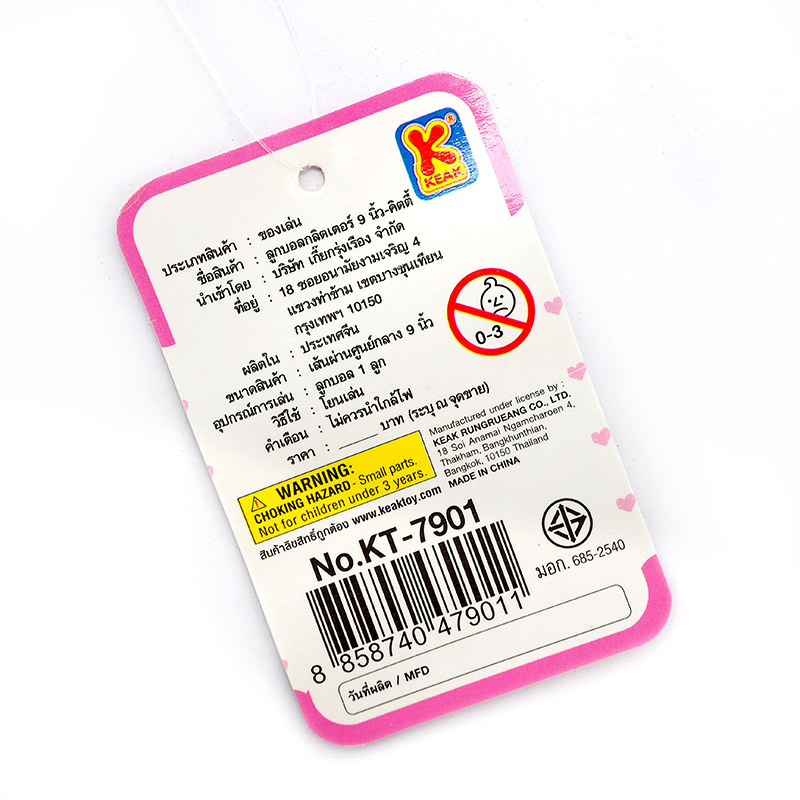 K®
KEAK
ประเภทสินค้า : ของเล่น
ชื่อสินค้า : ลูกบอลกลิตเตอร์ 9 นิ้ว-คิตตี้
นำเข้าโดย : บริษัท เกี๊ยกรุ่งเรือง จำกัด
ที่อยู่ : 18 ซอยอนามัยงามเจริญ 4
แขวงท่าข้าม เขตบางขุนเทียน
กรุงเทพฯ 10150
0-3
ผลิตใน : ประเทศจีน
ขนาดสินค้า : เส้นผ่านศูนย์กลาง 9 นิ้ว
อุปกรณ์การเล่น : ลูกบอล 1 ลูก
วิธีใช้ : โยนเล่น
คำเตือน : ไม่ควรนำใกล้ไฟ
ราคา : ____ บาท (ระบุ ณ จุดขาย)
Manufactured under license by :
KEAK RUNGRUEANG CO., LTD.
18 Soi Anamai Ngamcharoen 4,
Thakham, Bangkhunthian,
Bangkok, 10150 Thailand
MADE IN CHINA
WARNING:
CHOKING HAZARD - Small parts.
Not for children under 3 years.
สินค้าลิขสิทธิ์ถูกต้อง www.keaktoy.com
No.KT-7901
8 858740 479011
มอก. 685-2540
วันที่ผลิต / MFD